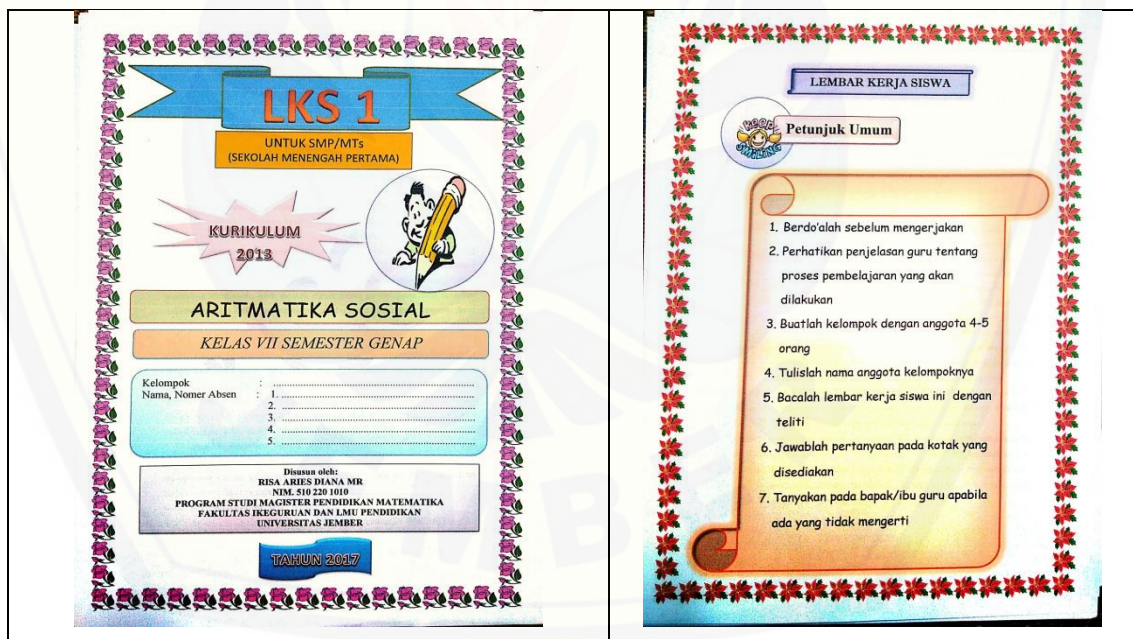 LKS 1
UNTUK SMP/MTs
(SEKOLAH MENENGAH PERTAMA)
KURIKULUM
2013
ARITMATIKA SOSIAL
KELAS VII SEMESTER GENAP
Kelompok : ............
Nama, Nomer Absen : 1. ............
2. ............
3. ............
4. ............
5. ............
Disusun oleh:
RISA ARIES DIANA MR
NIM. 510 220 1010
PROGRAM STUDI MAGISTER PENDIDIKAN MATEMATIKA
FAKULTAS IKEGURUAN DAN LMU PENDIDIKAN
UNIVERSITAS JEMBER
TAHUN 2017
LEMBAR KERJA SISWA
KEEP
SMILING
Petunjuk Umum
1. Berdo'alah sebelum mengerjakan
2. Perhatikan penjelasan guru tentang
proses pembelajaran yang akan
dilakukan
3. Buatlah kelompok dengan anggota 4-5
orang
4. Tulislah nama anggota kelompoknya
5. Bacalah lembar kerja siswa ini dengan
teliti
6. Jawablah pertanyaan pada kotak yang
disediakan
7. Tanyakan pada bapak/ibu guru apabila
ada yang tidak mengerti